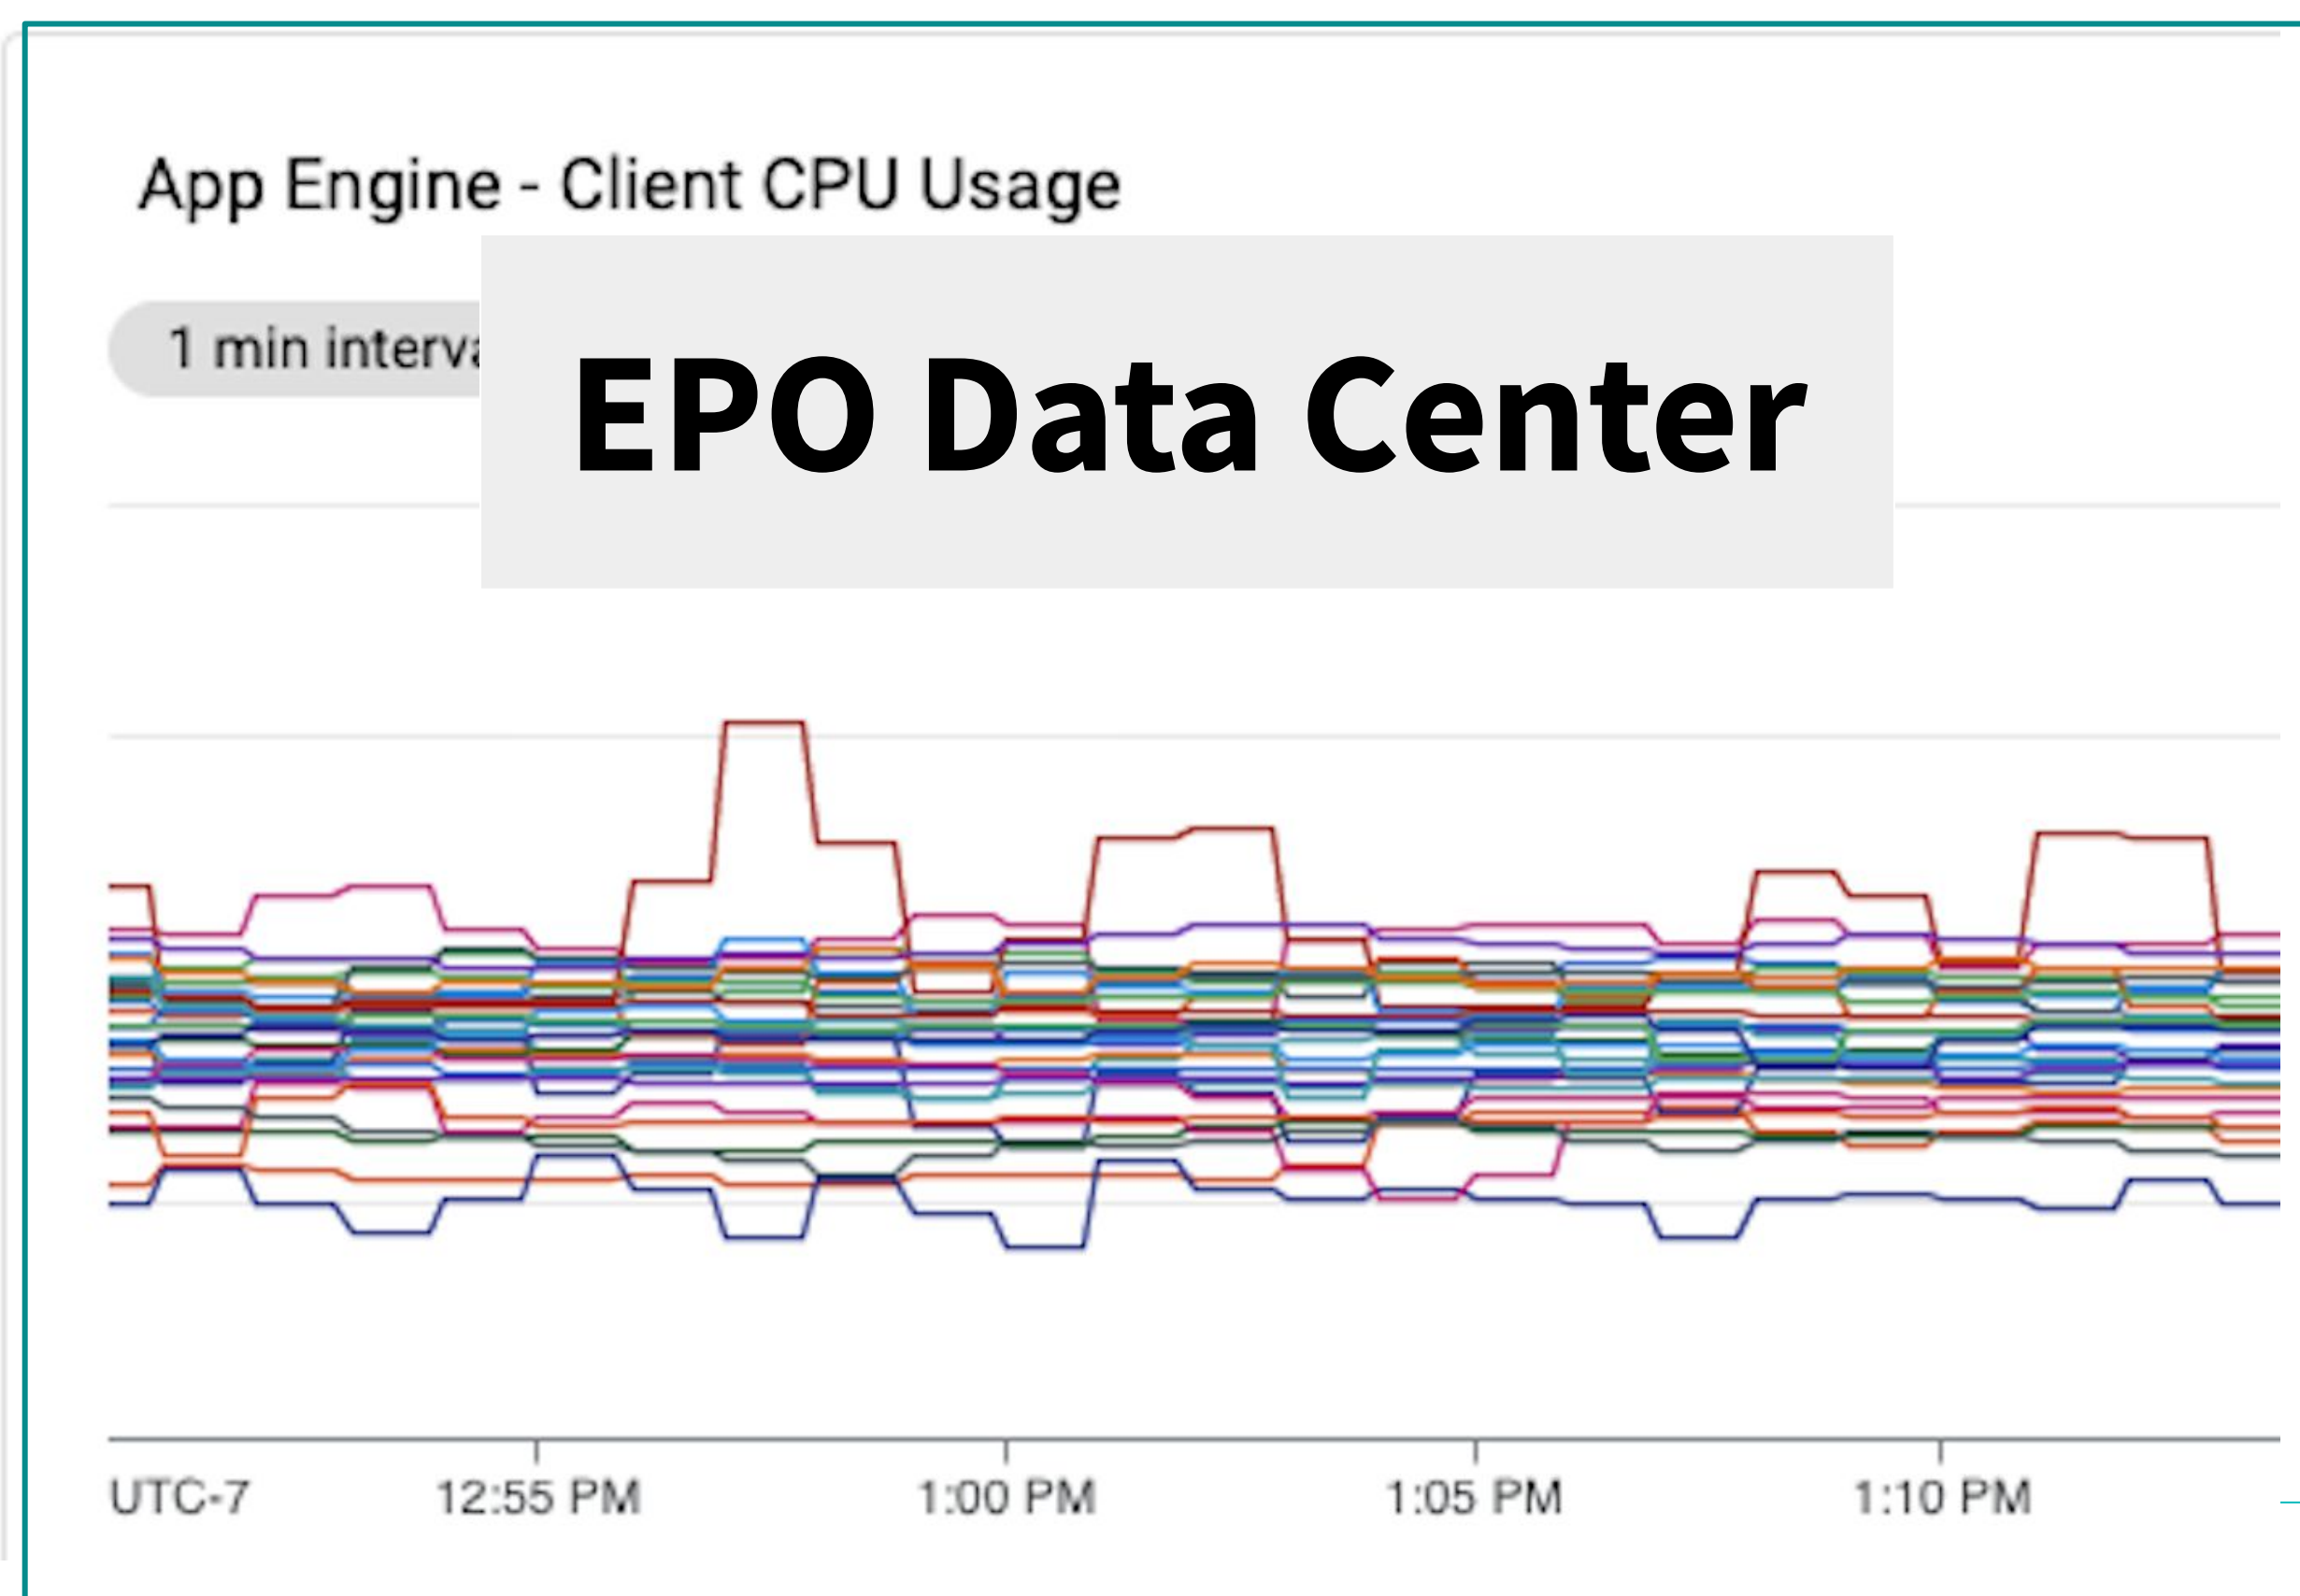 App Engine - Client CPU Usage
1 min interva
EPO Data Center
UTC-7 12:55 PM 1:00 PM 1:05 PM 1:10 PM